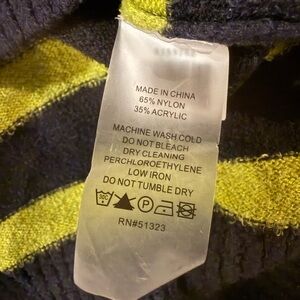 MADE IN CHINA
65% NYLON
35% ACRYLIC
MACHINE WASH COLD
DO NOT BLEACH
DRY CLEANING
PERCHLOROETHYLENE
LOW IRON
DO NOT TUMBLE DRY
30C P
RN#51323